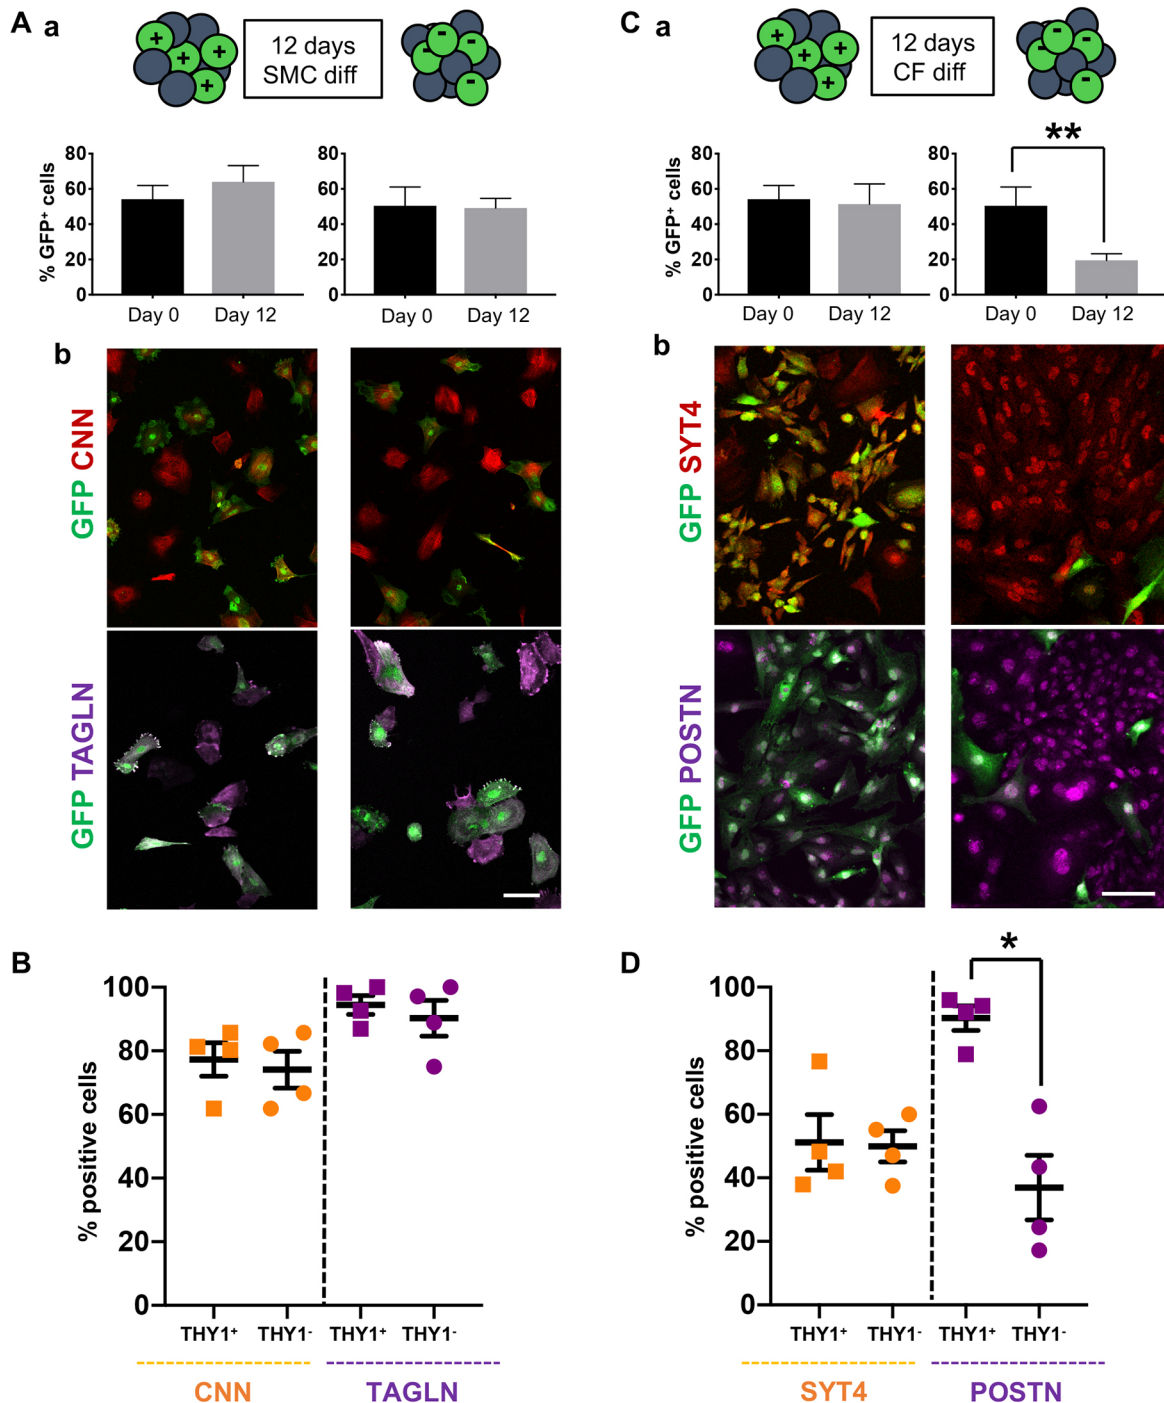 A a
+ + + + 12 days - - - -
SMC diff
% GFP⁺ cells
80
60
40
20
0
Day 0 Day 12
80
60
40
20
0
Day 0 Day 12
b
GFP CNN
GFP TAGLN
B
% positive cells
100
80
60
40
20
0
THY1⁺ THY1⁻ THY1⁺ THY1⁻
CNN TAGLN
C a
+ + + + 12 days - - - -
CF diff
% GFP⁺ cells
80
60
40
20
0
Day 0 Day 12
**
80
60
40
20
0
Day 0 Day 12
b
GFP SYT4
GFP POSTN
D
*
% positive cells
100
80
60
40
20
0
THY1⁺ THY1⁻ THY1⁺ THY1⁻
SYT4 POSTN